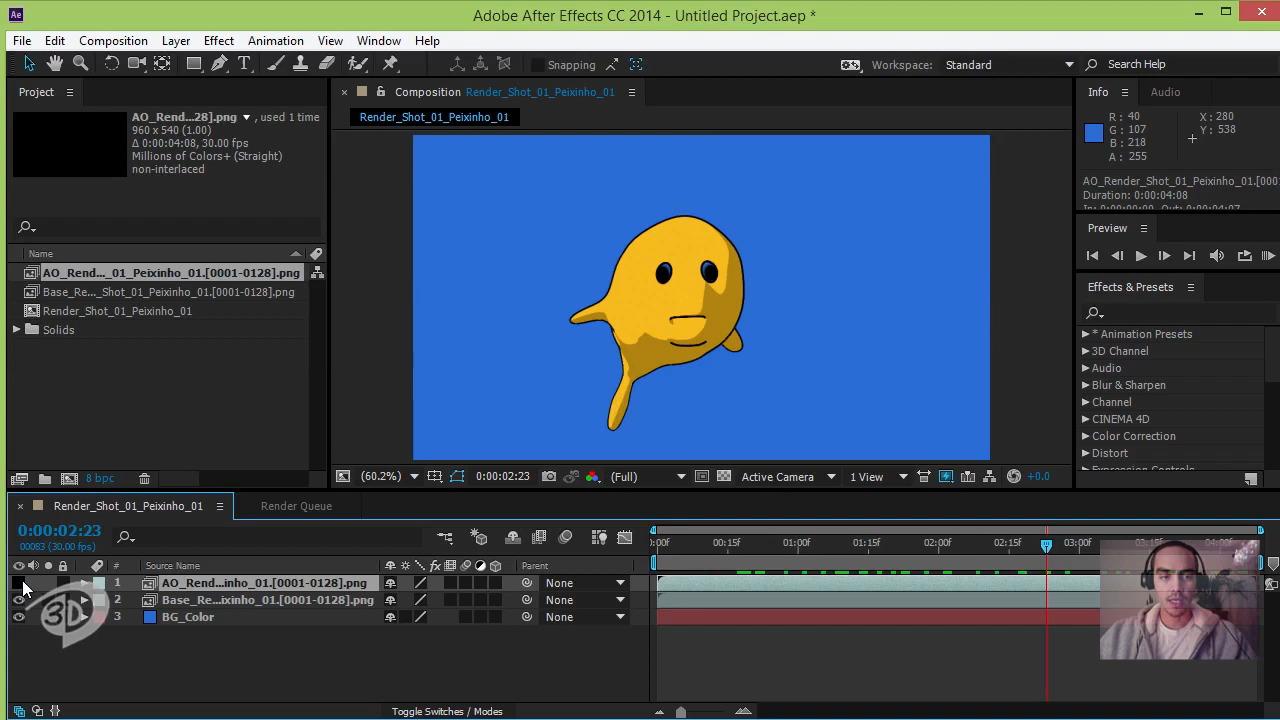 Ae
Adobe After Effects CC 2014 - Untitled Project.aep *
File Edit Composition Layer Effect Animation View Window Help
T Snapping Workspace: Standard Search Help
Project
AO_Rend...28].png ▼, used 1 time
960 x 540 (1.00)
Δ 0:00:04:08, 30.00 fps
Millions of Colors+ (Straight)
non-interlaced
Name
AO_Rend..._01_Peixinho_01.[0001-0128].png
Base_Re..._Shot_01_Peixinho_01.[0001-0128].png
Render_Shot_01_Peixinho_01
Solids
8 bpc
Composition Render_Shot_01_Peixinho_01
Render_Shot_01_Peixinho_01
(60.2%) 0:00:02:23 (Full) Active Camera 1 View +0.0
Info Audio
R : 40
G : 107
B : 218
A : 255
X : 280
Y : 538
AO_Render_Shot_01_Peixinho_01.[000
Duration: 0:00:04:08
Preview
Effects & Presets
* Animation Presets
3D Channel
Audio
Blur & Sharpen
Channel
CINEMA 4D
Color Correction
Distort
Render_Shot_01_Peixinho_01 Render Queue
0:00:02:23
00083 (30.00 fps)
# Source Name fx Parent
1 AO_Rend...inho_01.[0001-0128].png None
2 Base_Re...ixinho_01.[0001-0128].png None
3 BG_Color None
:00f 00:15f 01:00f 01:15f 02:00f 02:15f 03:00f
3D
Toggle Switches / Modes